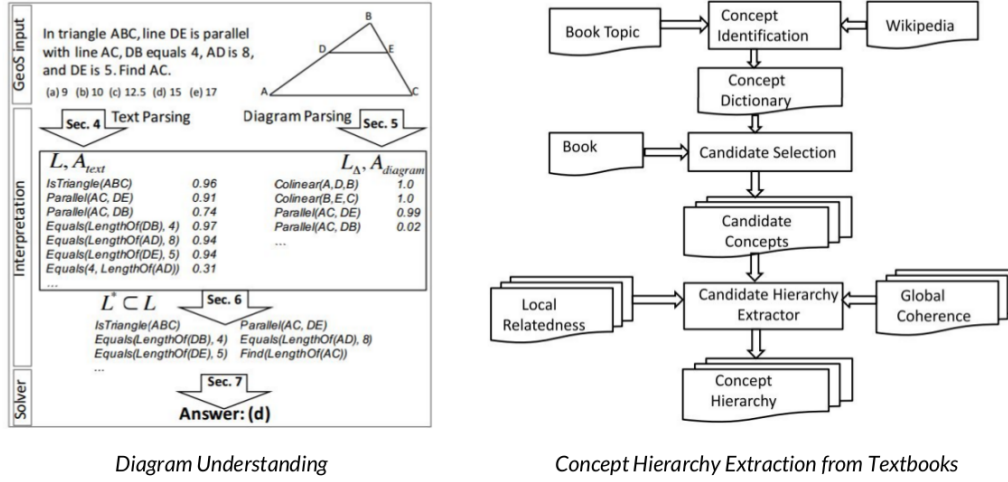 GeoS input
In triangle ABC, line DE is parallel
with line AC, DB equals 4, AD is 8,
and DE is 5. Find AC.
(a) 9 (b) 10 (c) 12.5 (d) 15 (e) 17
B
D
E
A
C
Sec. 4
Text Parsing
Diagram Parsing
Sec. 5
Interpretation
L, A text
IsTriangle(ABC) 0.96
Parallel(AC, DE) 0.91
Parallel(AC, DB) 0.74
Equals(LengthOf(DB), 4) 0.97
Equals(LengthOf(AD), 8) 0.94
Equals(LengthOf(DE), 5) 0.94
Equals(4, LengthOf(AD)) 0.31
...
L∆, A diagram
Colinear(A,D,B) 1.0
Colinear(B,E,C) 1.0
Parallel(AC, DE) 0.99
Parallel(AC, DB) 0.02
...
L* ⊂ L
Sec. 6
IsTriangle(ABC) Parallel(AC, DE)
Equals(LengthOf(DB), 4) Equals(LengthOf(AD), 8)
Equals(LengthOf(DE), 5) Find(LengthOf(AC))
...
Solver
Sec. 7
Answer: (d)
Diagram Understanding
Book Topic
Concept
Identification
Wikipedia
Concept
Dictionary
Book
Candidate Selection
Candidate
Concepts
Local
Relatedness
Candidate Hierarchy
Extractor
Global
Coherence
Concept
Hierarchy
Concept Hierarchy Extraction from Textbooks